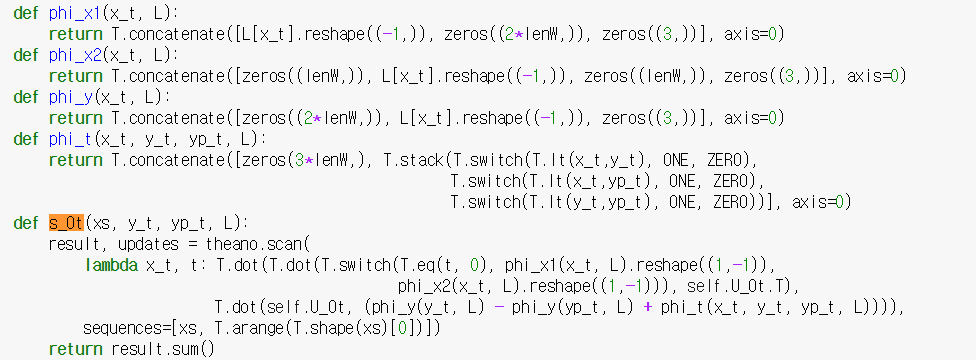 def phi_x1(x_t, L):
    return T.concatenate([L[x_t].reshape((-1,)), zeros((2*lenW,)), zeros((3,))], axis=0)
def phi_x2(x_t, L):
    return T.concatenate([zeros((lenW,)), L[x_t].reshape((-1,)), zeros((lenW,)), zeros((3,))], axis=0)
def phi_y(x_t, L):
    return T.concatenate([zeros((2*lenW,)), L[x_t].reshape((-1,)), zeros((3,))], axis=0)
def phi_t(x_t, y_t, yp_t, L):
    return T.concatenate([zeros(3*lenW,), T.stack(T.switch(T.lt(x_t,y_t), ONE, ZERO),
                                                  T.switch(T.lt(x_t,yp_t), ONE, ZERO),
                                                  T.switch(T.lt(y_t,yp_t), ONE, ZERO))], axis=0)
def s_Ot(xs, y_t, yp_t, L):
    result, updates = theano.scan(
        lambda x_t, t: T.dot(T.dot(T.switch(T.eq(t, 0), phi_x1(x_t, L).reshape((1,-1)),
                                            phi_x2(x_t, L).reshape((1,-1))), self.U_Ot.T),
                       T.dot(self.U_Ot, (phi_y(y_t, L) - phi_y(yp_t, L) + phi_t(x_t, y_t, yp_t, L)))),
        sequences=[xs, T.arange(T.shape(xs)[0])])
    return result.sum()